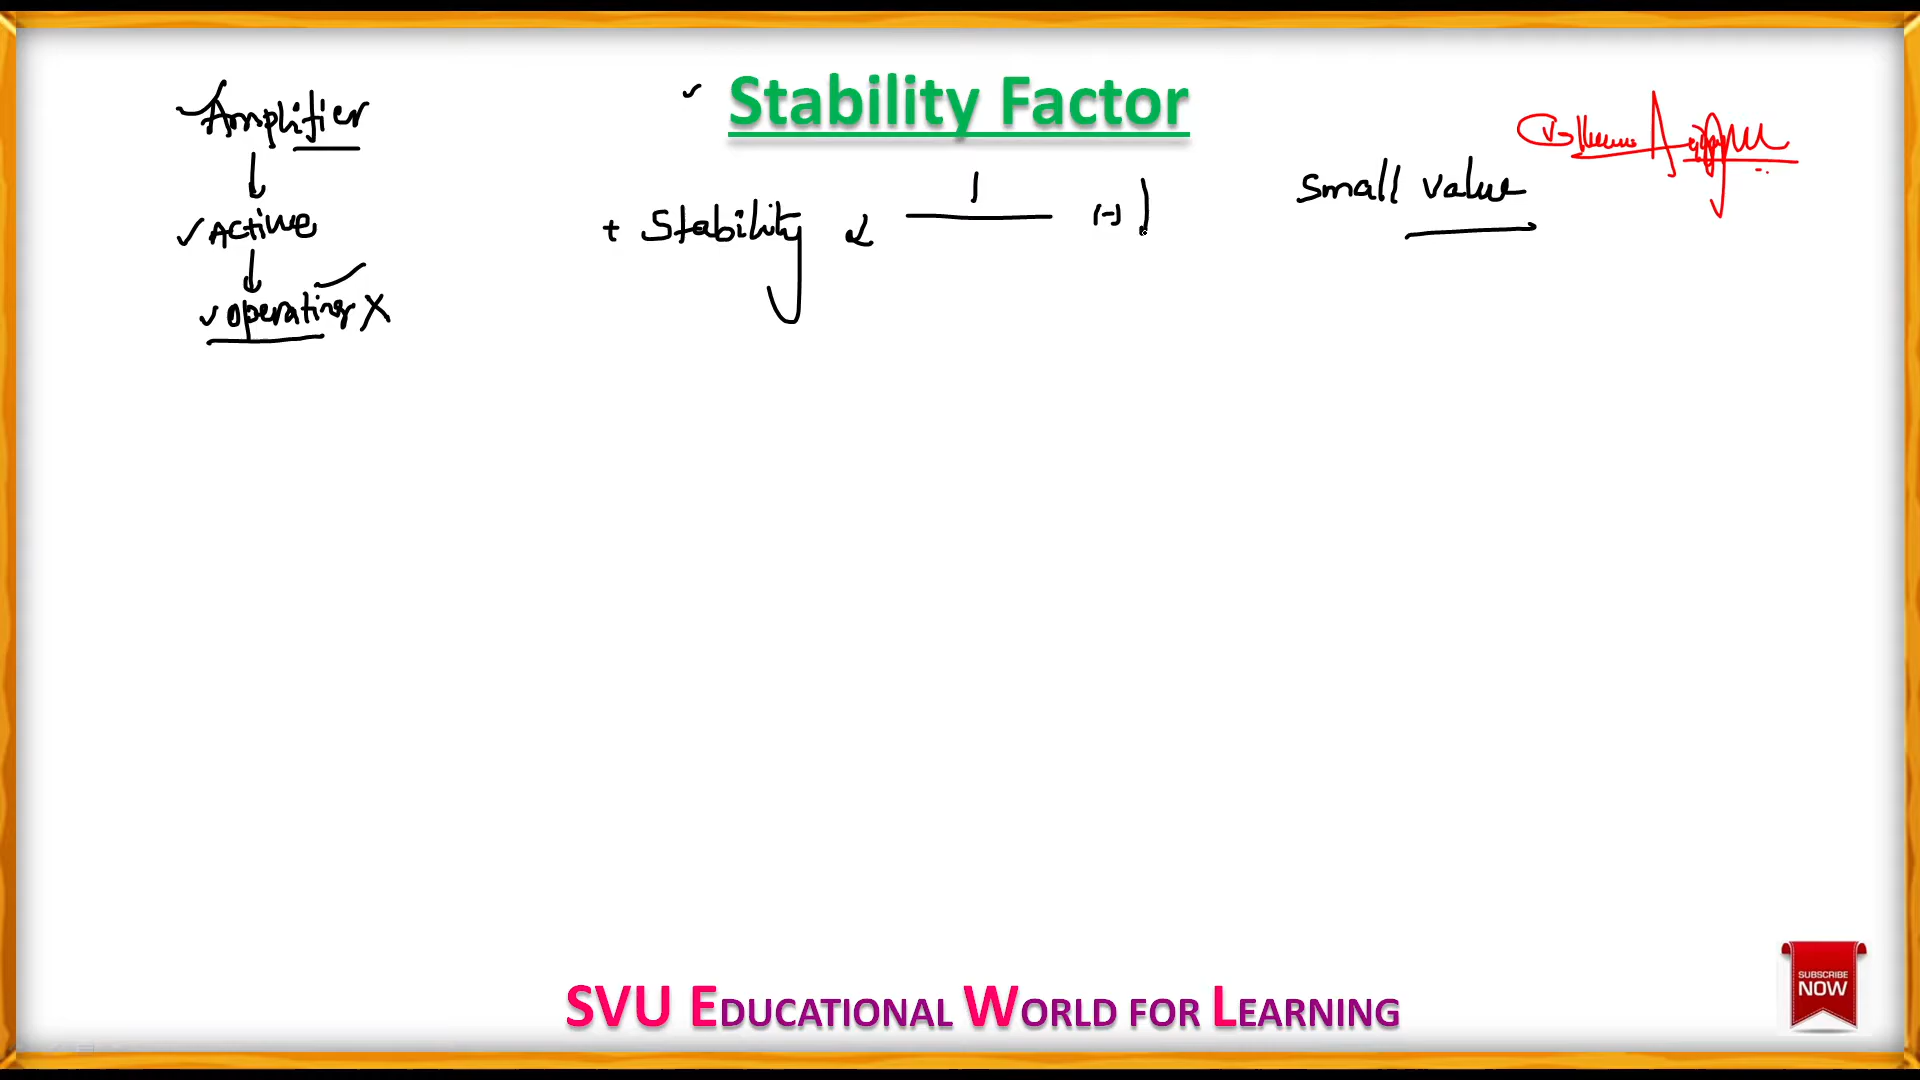 Stability Factor
Amplifier
↓
Active
↓
operating X
+ Stability α 1 (-) |
Small value
SUBSCRIBE
NOW
SVU EDUCATIONAL WORLD FOR LEARNING